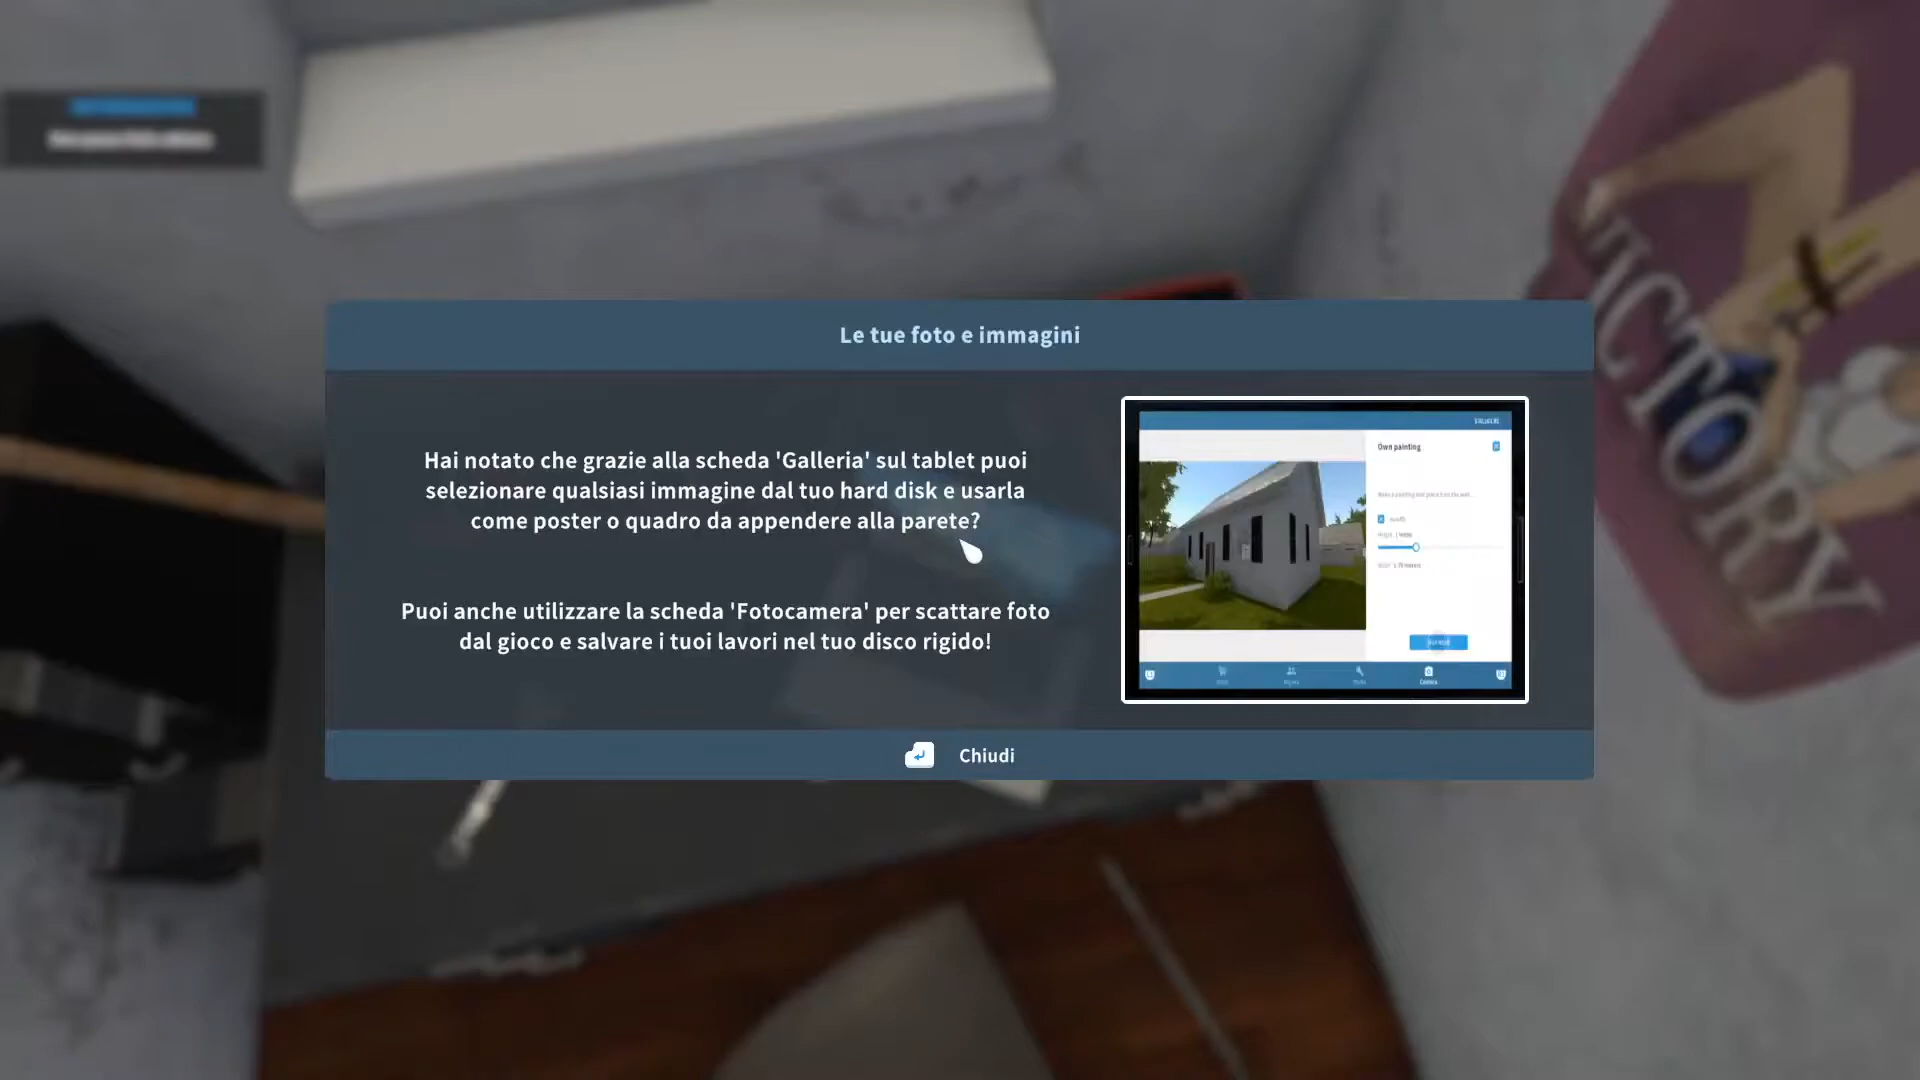 Le tue foto e immagini
Hai notato che grazie alla scheda 'Galleria' sul tablet puoi
selezionare qualsiasi immagine dal tuo hard disk e usarla
come poster o quadro da appendere alla parete?
Puoi anche utilizzare la scheda 'Fotocamera' per scattare foto
dal gioco e salvare i tuoi lavori nel tuo disco rigido!
Own painting
Camera
Chiudi
VICTORY